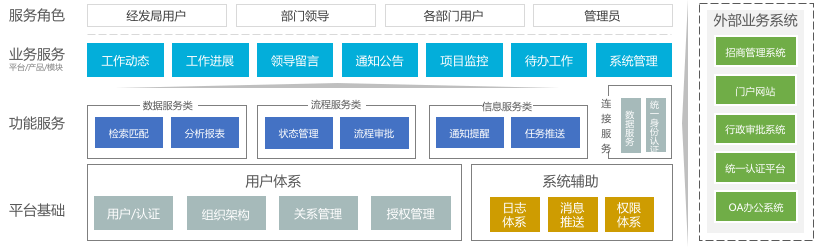 服务角色
经发局用户 部门领导 各部门用户 管理员
业务服务
平台/产品/模块
工作动态 工作进展 领导留言 通知公告 项目监控 待办工作 系统管理
功能服务
数据服务类
检索匹配 分析报表
流程服务类
状态管理 流程审批
信息服务类
通知提醒 任务推送
连接服务
数据服务
统一身份认证
平台基础
用户体系
用户/认证 组织架构 关系管理 授权管理
系统辅助
日志
体系
消息
推送
权限
体系
外部业务系统
招商管理系统
门户网站
行政审批系统
统一认证平台
OA办公系统